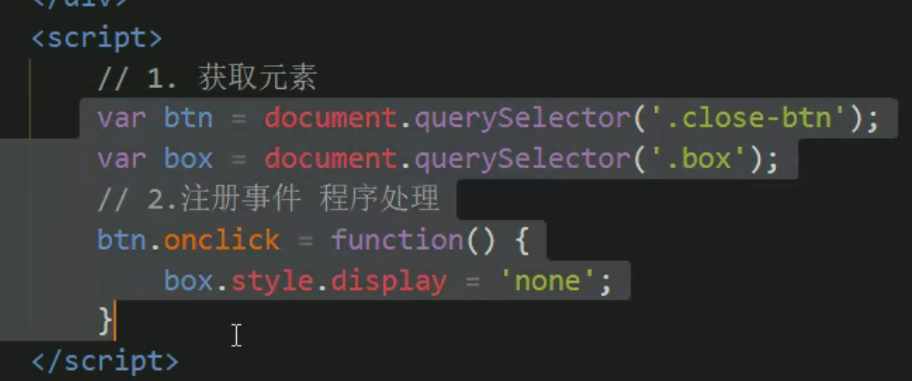 </div>
<script>
// 1. 获取元素
var btn = document.querySelector('.close-btn');
var box = document.querySelector('.box');
// 2.注册事件 程序处理
btn.onclick = function() {
box.style.display = 'none';
}
</script>